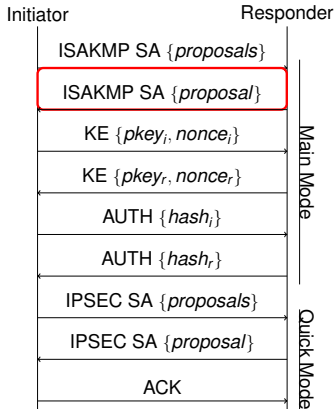 Initiator Responder
ISAKMP SA {proposals}
ISAKMP SA {proposal}
KE {pkeyᵢ, nonceᵢ}
KE {pkeyᵣ, nonceᵣ}
AUTH {hashᵢ}
AUTH {hashᵣ}
Main Mode
IPSEC SA {proposals}
IPSEC SA {proposal}
ACK
Quick Mode